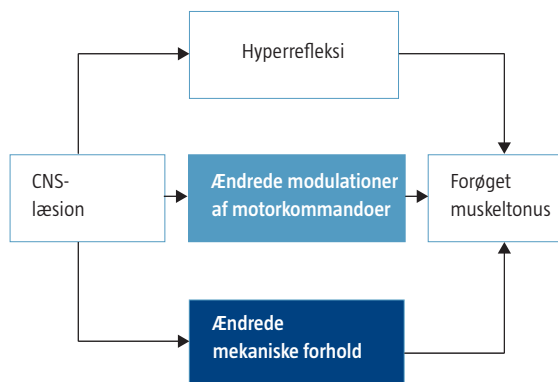 Hyperrefleksi
CNS-
læsion
Ændrede modulationer
af motorkommandoer
Forøget
muskeltonus
Ændrede
mekaniske forhold